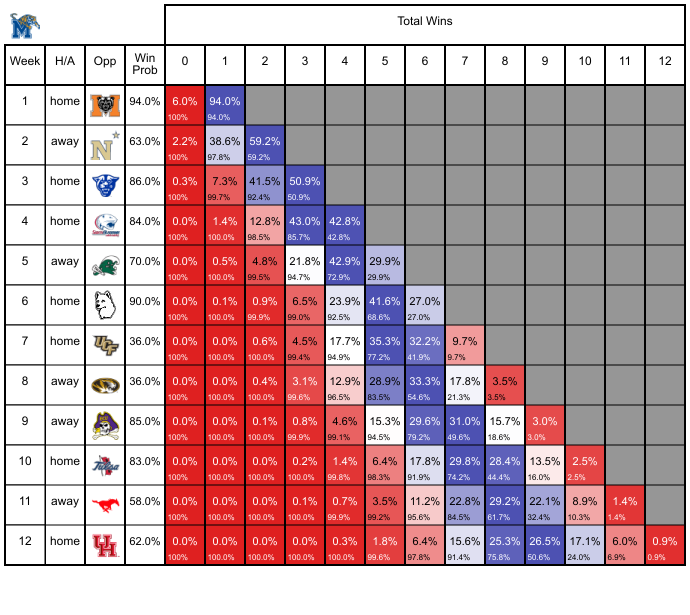 M
Total Wins
Week H/A Opp Win Prob 0 1 2 3 4 5 6 7 8 9 10 11 12
1 home M 94.0% 6.0% 94.0%
100% 94.0%
2 away N 63.0% 2.2% 38.6% 59.2%
100% 97.8% 59.2%
3 home 86.0% 0.3% 7.3% 41.5% 50.9%
100% 99.7% 92.4% 50.9%
4 home 84.0% 0.0% 1.4% 12.8% 43.0% 42.8%
100% 100.0% 98.5% 85.7% 42.8%
5 away 70.0% 0.0% 0.5% 4.8% 21.8% 42.9% 29.9%
100% 100.0% 99.5% 94.7% 72.9% 29.9%
6 home 90.0% 0.0% 0.1% 0.9% 6.5% 23.9% 41.6% 27.0%
100% 100.0% 99.9% 99.0% 92.5% 68.6% 27.0%
7 home UCF 36.0% 0.0% 0.0% 0.6% 4.5% 17.7% 35.3% 32.2% 9.7%
100% 100.0% 100.0% 99.4% 94.9% 77.2% 41.9% 9.7%
8 away 36.0% 0.0% 0.0% 0.4% 3.1% 12.9% 28.9% 33.3% 17.8% 3.5%
100% 100.0% 100.0% 99.6% 96.5% 83.5% 54.6% 21.3% 3.5%
9 away 85.0% 0.0% 0.0% 0.1% 0.8% 4.6% 15.3% 29.6% 31.0% 15.7% 3.0%
100% 100.0% 100.0% 99.9% 99.1% 94.5% 79.2% 49.6% 18.6% 3.0%
10 home Tulsa 83.0% 0.0% 0.0% 0.0% 0.2% 1.4% 6.4% 17.8% 29.8% 28.4% 13.5% 2.5%
100% 100.0% 100.0% 100.0% 99.8% 98.3% 91.9% 74.2% 44.4% 16.0% 2.5%
11 away 58.0% 0.0% 0.0% 0.0% 0.1% 0.7% 3.5% 11.2% 22.8% 29.2% 22.1% 8.9% 1.4%
100% 100.0% 100.0% 100.0% 99.9% 99.2% 95.6% 84.5% 61.7% 32.4% 10.3% 1.4%
12 home UH 62.0% 0.0% 0.0% 0.0% 0.0% 0.3% 1.8% 6.4% 15.6% 25.3% 26.5% 17.1% 6.0% 0.9%
100% 100.0% 100.0% 100.0% 100.0% 99.6% 97.8% 91.4% 75.8% 50.6% 24.0% 6.9% 0.9%